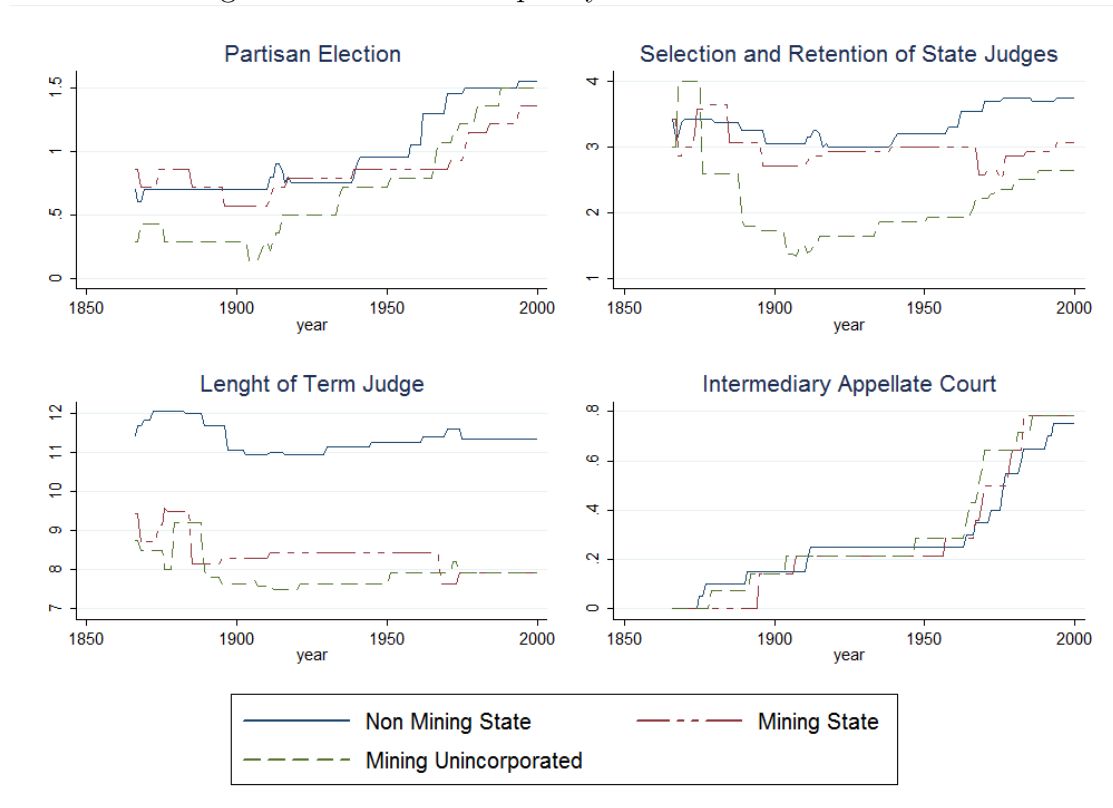 Partisan Election
1.5
1
.5
0
1850 1900 1950 2000
year
Selection and Retention of State Judges
4
3
2
1
1850 1900 1950 2000
year
Lenght of Term Judge
12
11
10
9
8
7
1850 1900 1950 2000
year
Intermediary Appellate Court
.8
.6
.4
.2
0
1850 1900 1950 2000
year
Non Mining State
Mining State
Mining Unincorporated